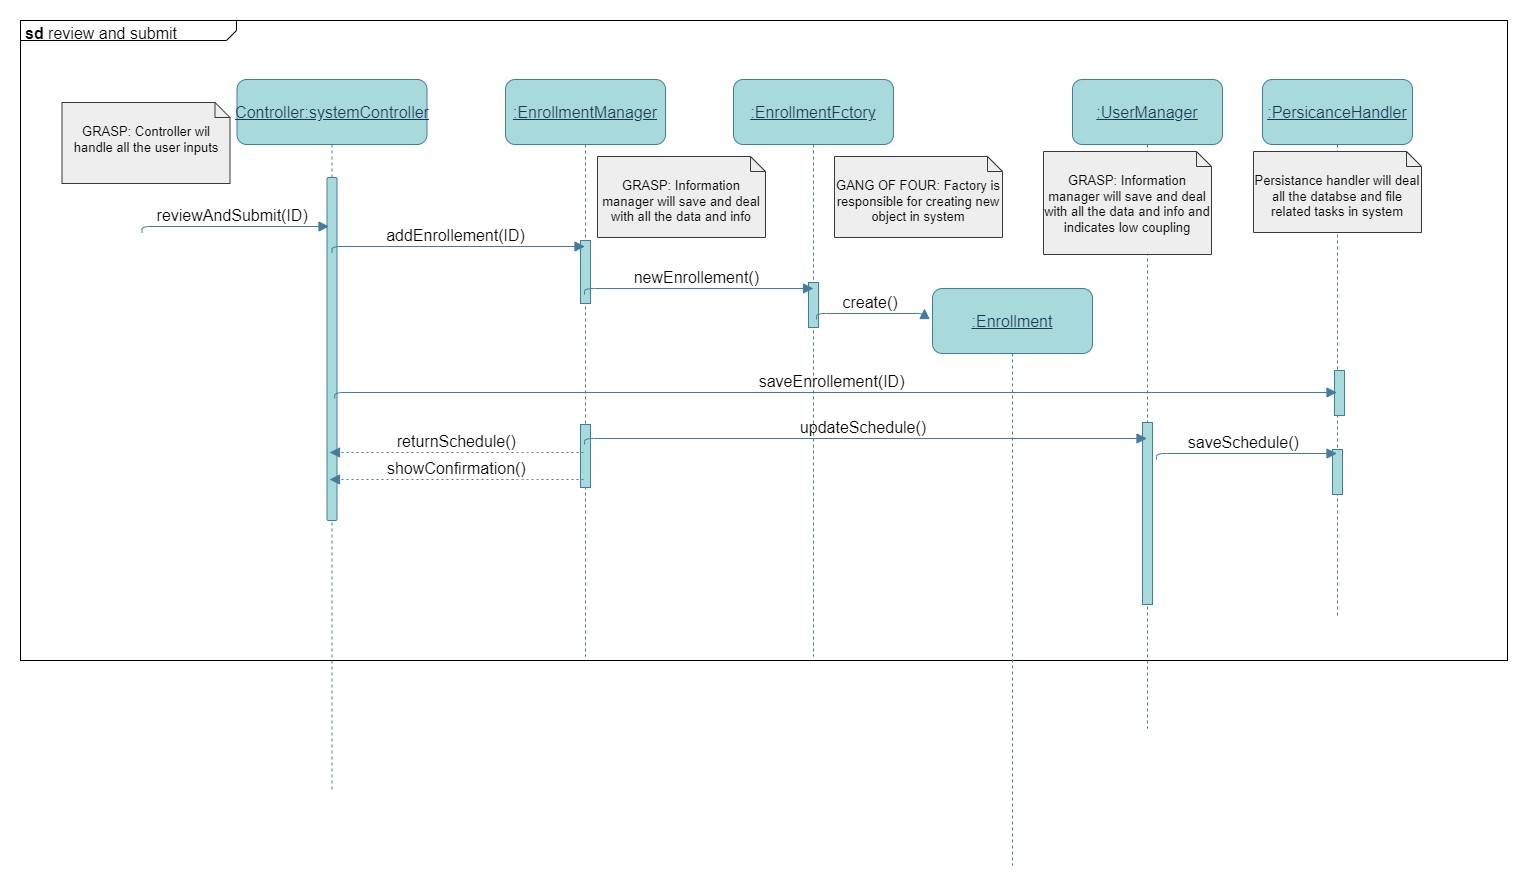 sd review and submit
Controller:systemController
:EnrollmentManager
:EnrollmentFctory
:UserManager
:PersicanceHandler
GRASP: Controller wil
handle all the user inputs
GRASP: Information
manager will save and deal
with all the data and info
GANG OF FOUR: Factory is
responsible for creating new
object in system
GRASP: Information
manager will save and deal
with all the data and info and
indicates low coupling
Persistance handler will deal
all the databse and file
related tasks in system
reviewAndSubmit(ID)
addEnrollement(ID)
newEnrollement()
create()
:Enrollment
saveEnrollement(ID)
updateSchedule()
returnSchedule()
saveSchedule()
showConfirmation()